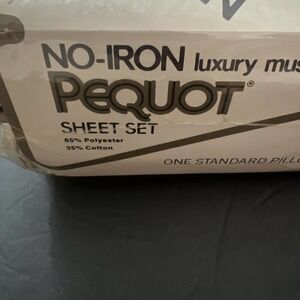 NO-IRON luxury mus
PEQUOT®
SHEET SET
65% Polyester
35% Cotton
ONE STANDARD PILLO